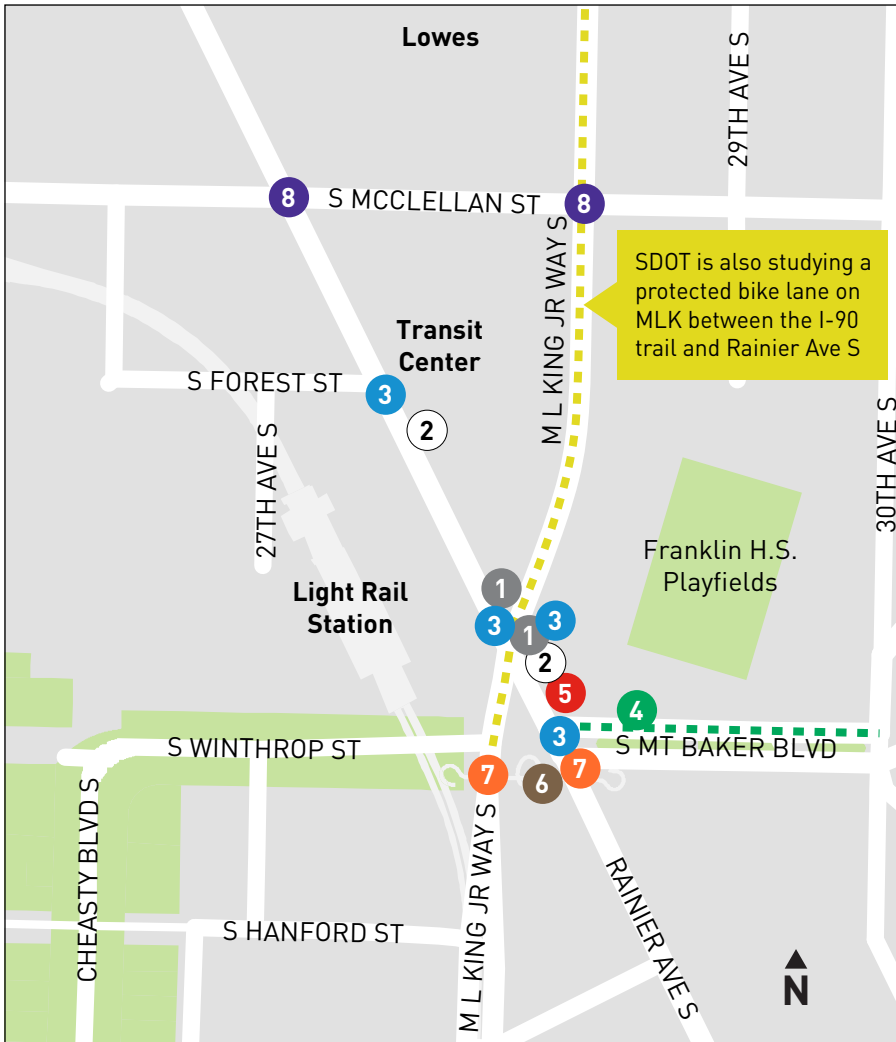 Lowes
29TH AVE S
8
S MCCLELLAN ST
8
M L KING JR WAY S
SDOT is also studying a
protected bike lane on
MLK between the I-90
trail and Rainier Ave S
Transit
Center
S FOREST ST
3
2
27TH AVE S
30TH AVE S
Franklin H.S.
Playfields
Light Rail
Station
1
3
1
3
2
5
4
3
S WINTHROP ST
S MT BAKER BLVD
7
6
7
CHEASTY BLVD S
M L KING JR WAY S
RAINIER AVE S
S HANFORD ST
N